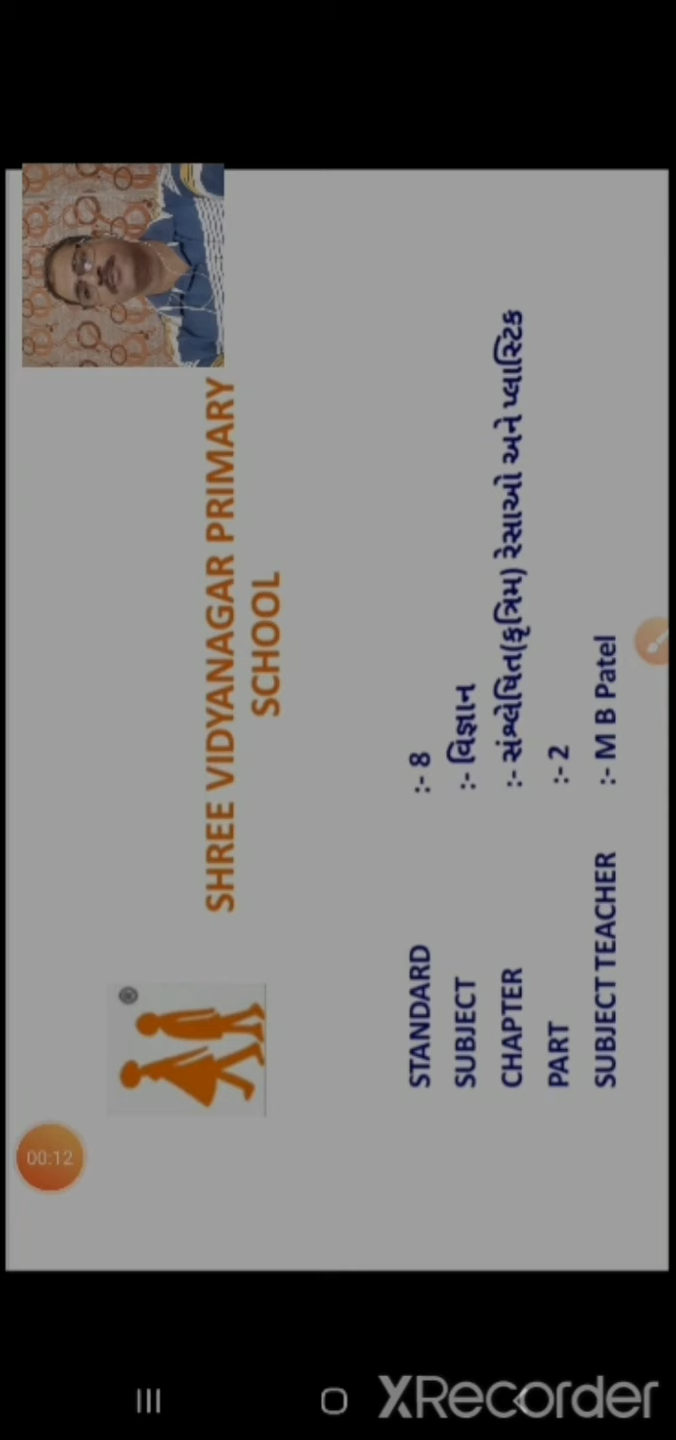 SHREE VIDYANAGAR PRIMARY
SCHOOL
®
STANDARD :- 8
SUBJECT :- વિજ્ઞાન
CHAPTER :- સંશ્લેષિત(કૃત્રિમ) રેસાઓ અને પ્લાસ્ટિક
PART :- 2
SUBJECT TEACHER :- M B Patel
00:12
XRecorder